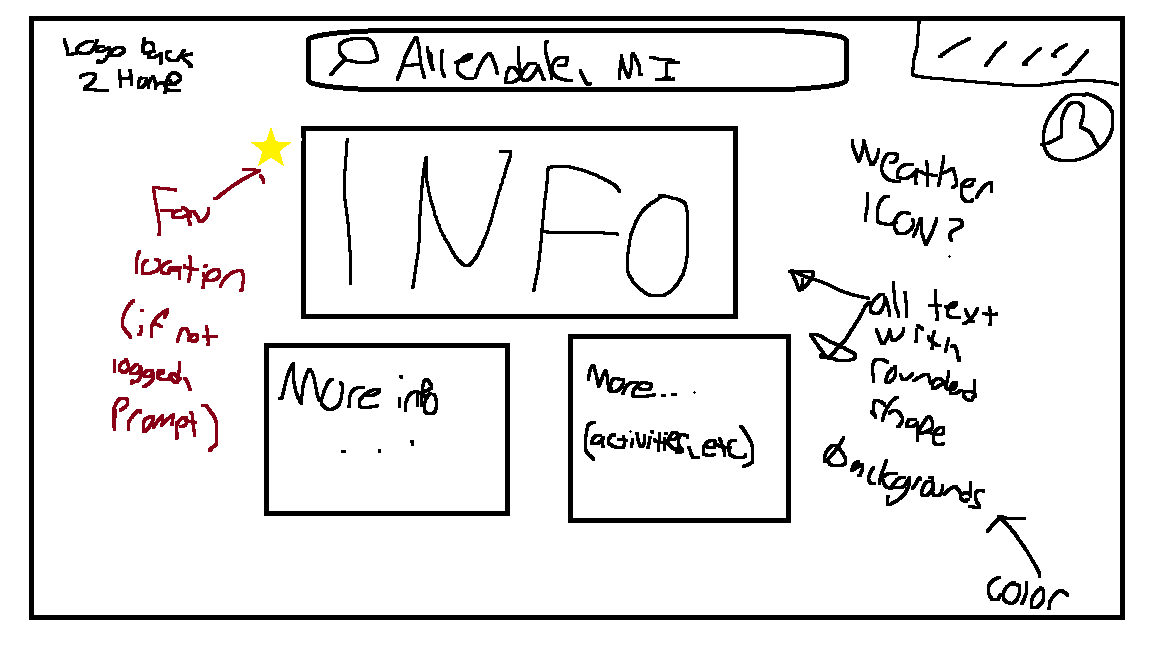 Logo back
2 Home
Allendale, MI
INFO
Fav
location
(if not
logged,
Prompt)
More info
. . .
More...
(activities, etc)
Weather
ICON?
all text
with
rounded
shape
backgrounds
color